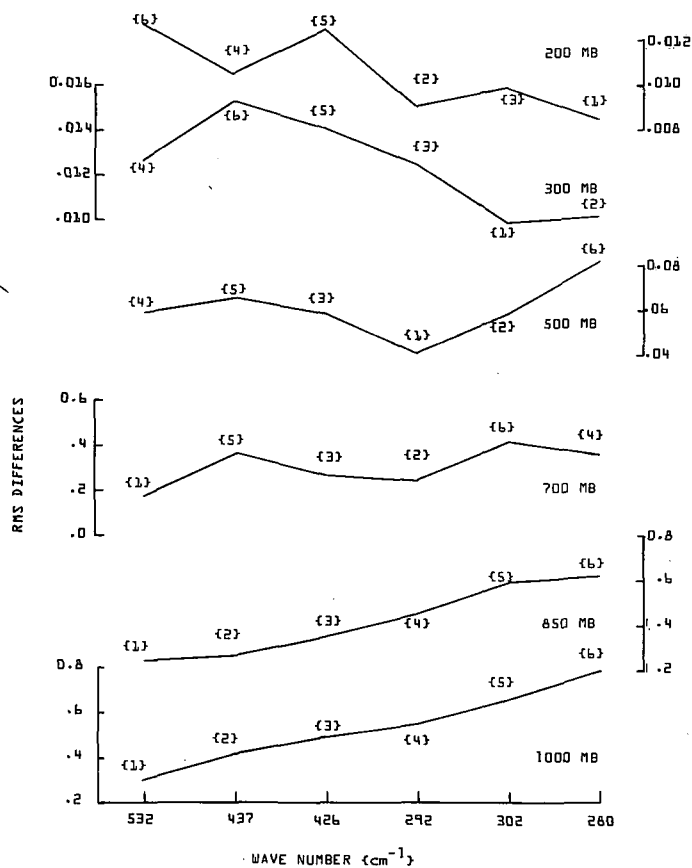 {6} {4} {5} {2} {3} {1} 200 MB
0.012
.010
.008
0.016
.014
.012
.010
{4} {6} {5} {3} {1} {2} 300 MB
{4} {5} {3} {1} {2} {6} 500 MB
0.08
.06
.04
RMS DIFFERENCES
0.6
.4
.2
.0
{1} {5} {3} {2} {6} {4} 700 MB
{1} {2} {3} {4} {5} {6} 850 MB
0.8
.6
.4
.2
0.8
.6
.4
.2
{1} {2} {3} {4} {5} {6} 1000 MB
532 437 426 292 302 280
WAVE NUMBER {cm⁻¹}